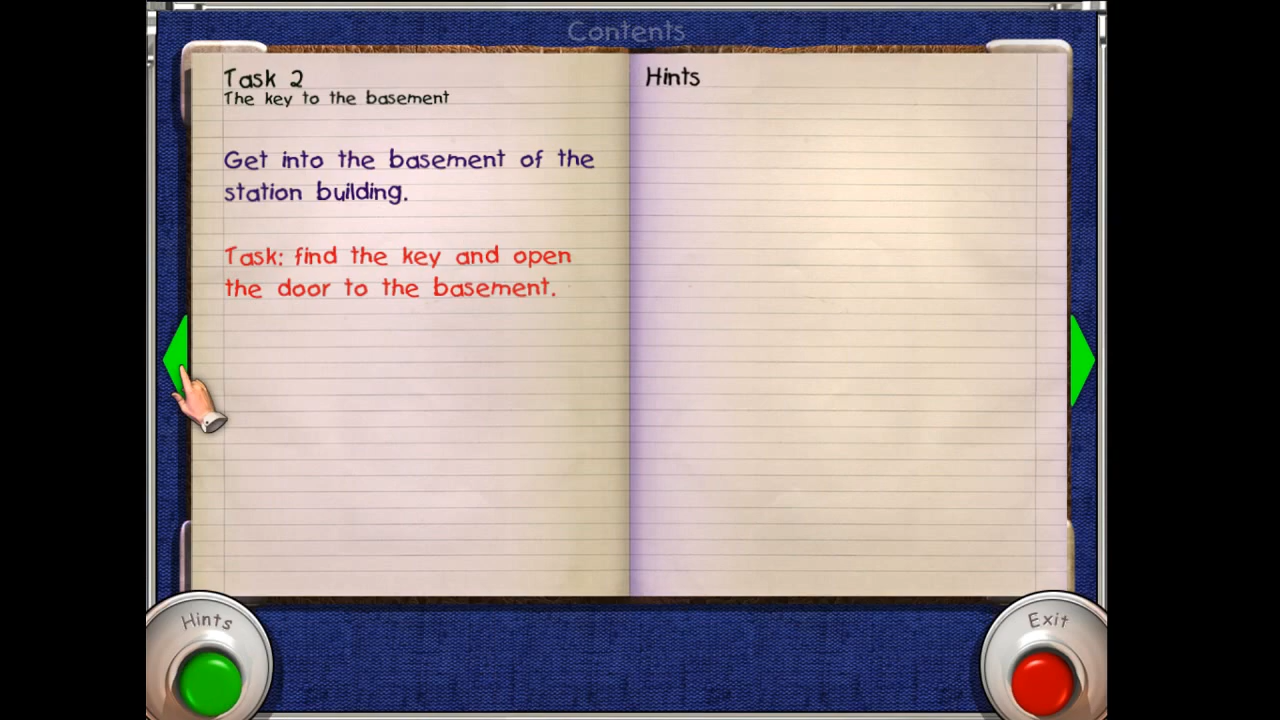 Contents
Task 2
The key to the basement
Get into the basement of the
station building.
Task: find the key and open
the door to the basement.
Hints
Hints
Exit